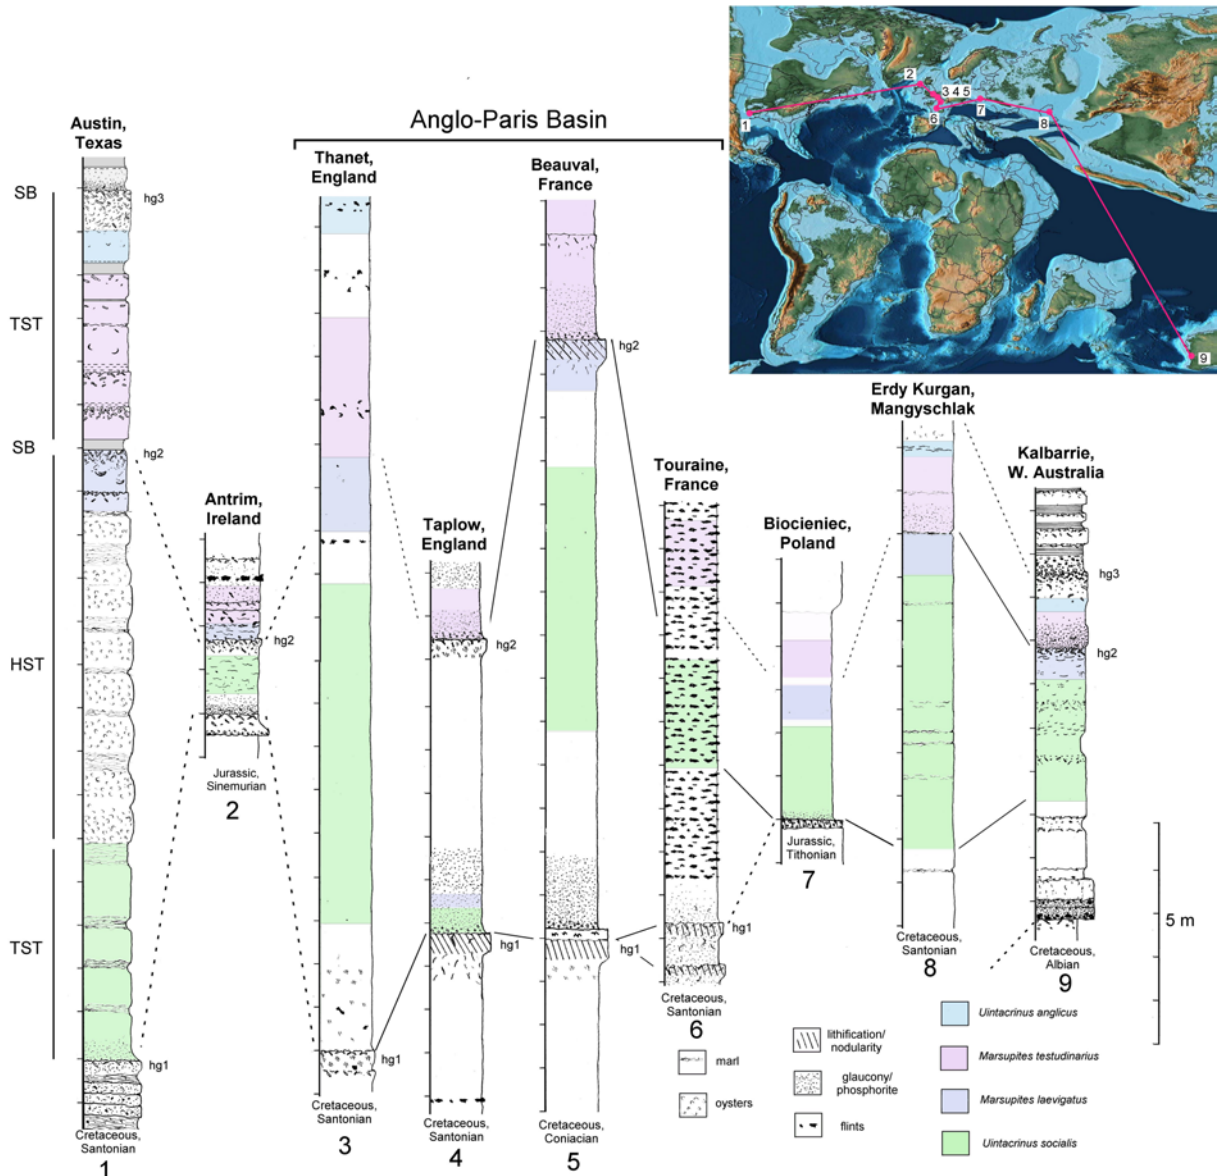 Anglo-Paris Basin
Austin,
Texas
Thanet,
England
Beauval,
France
1
2
3 4 5
6
7
8
9
SB
hg3
TST
SB
hg2
HST
TST
hg1
Cretaceous,
Santonian
1
Antrim,
Ireland
hg2
Jurassic,
Sinemurian
2
hg1
Cretaceous,
Santonian
3
Taplow,
England
hg2
hg1
Cretaceous,
Santonian
4
hg2
hg1
Cretaceous,
Coniacian
5
Touraine,
France
hg1
Cretaceous,
Santonian
6
Biocieniec,
Poland
Jurassic,
Tithonian
7
Erdy Kurgan,
Mangyschlak
Cretaceous,
Santonian
8
Kalbarrie,
W. Australia
hg3
hg2
Cretaceous,
Albian
9
5 m
marl
oysters
lithification/
nodularity
glaucony/
phosphorite
flints
Uintacrinus anglicus
Marsupites testudinarius
Marsupites laevigatus
Uintacrinus socialis